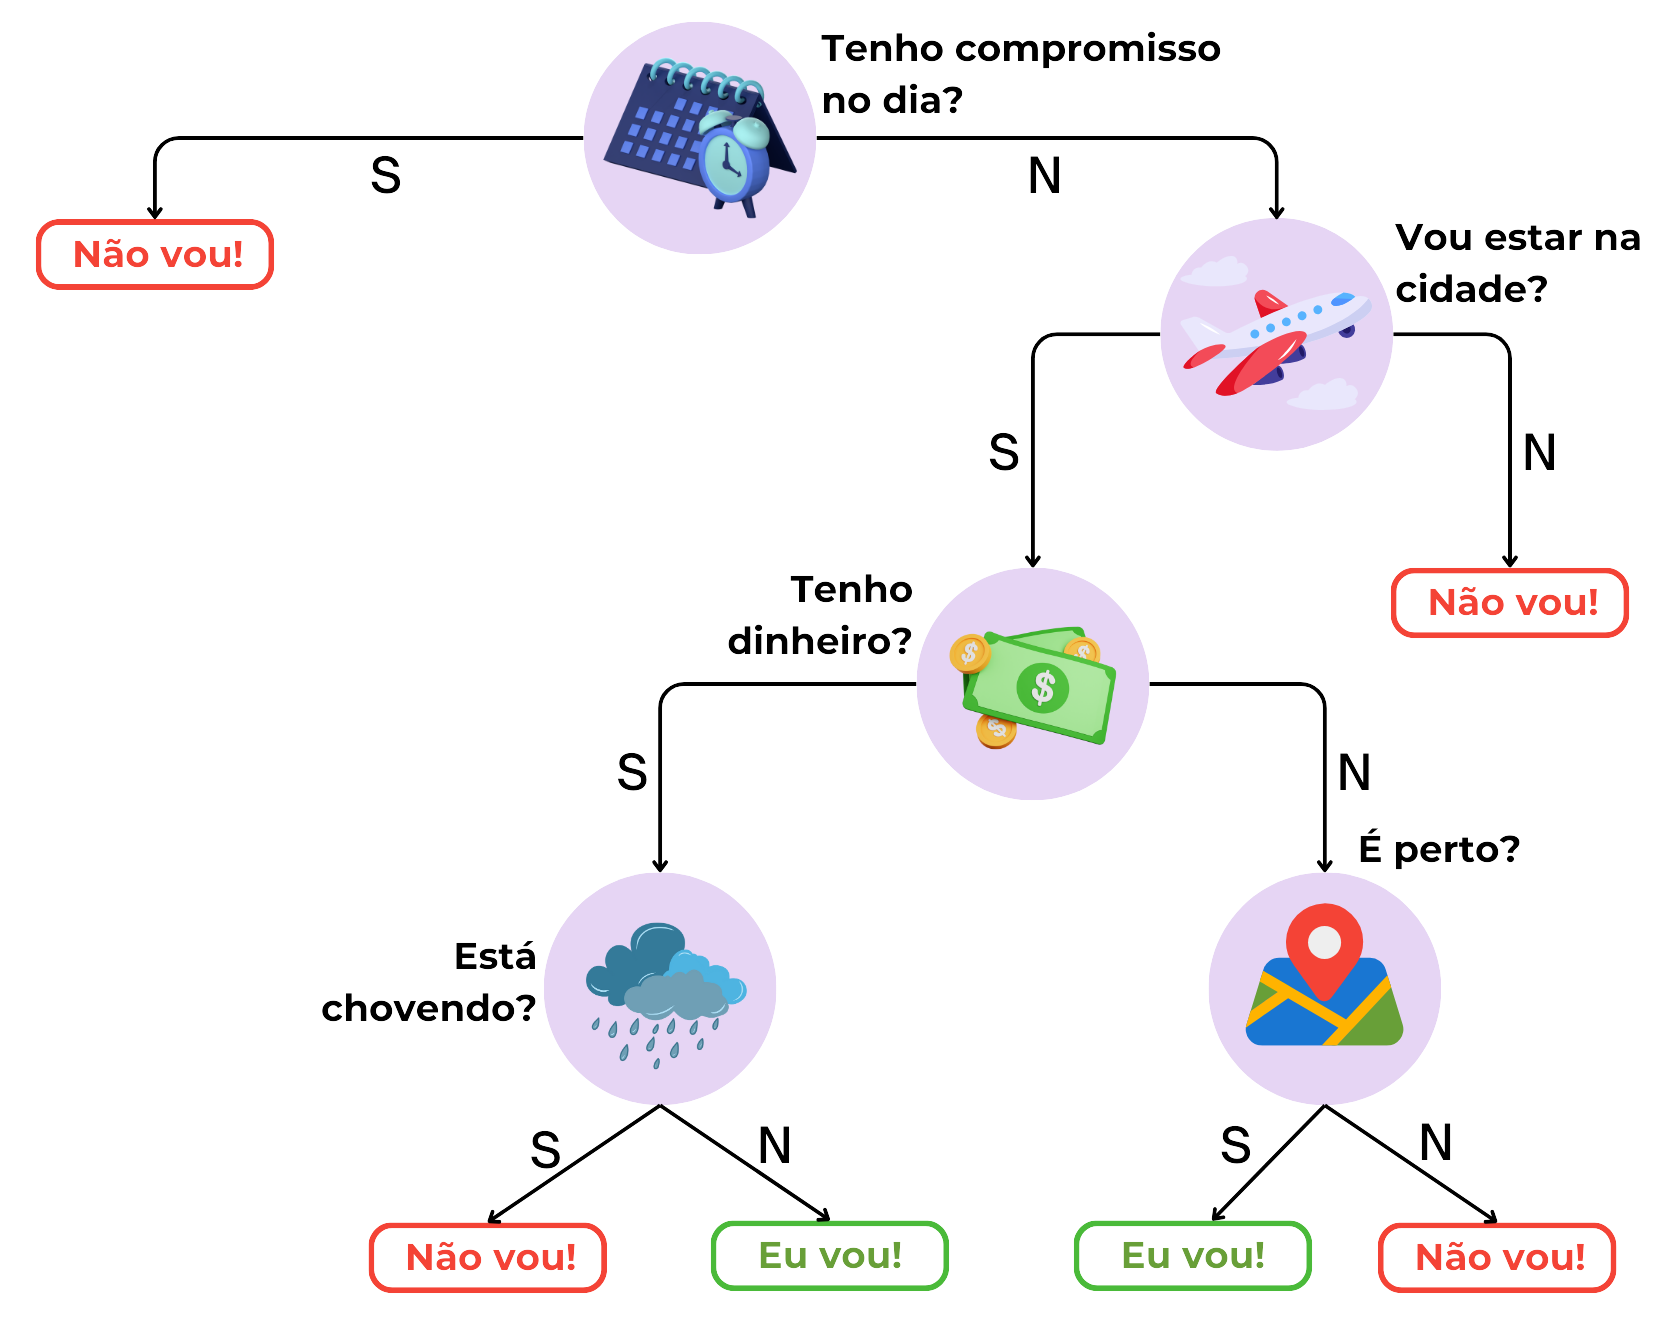 Tenho compromisso
no dia?
S
N
Não vou!
Vou estar na
cidade?
S
N
Tenho
dinheiro?
Não vou!
S
N
É perto?
Está
chovendo?
S
N
S
N
Não vou!
Eu vou!
Eu vou!
Não vou!